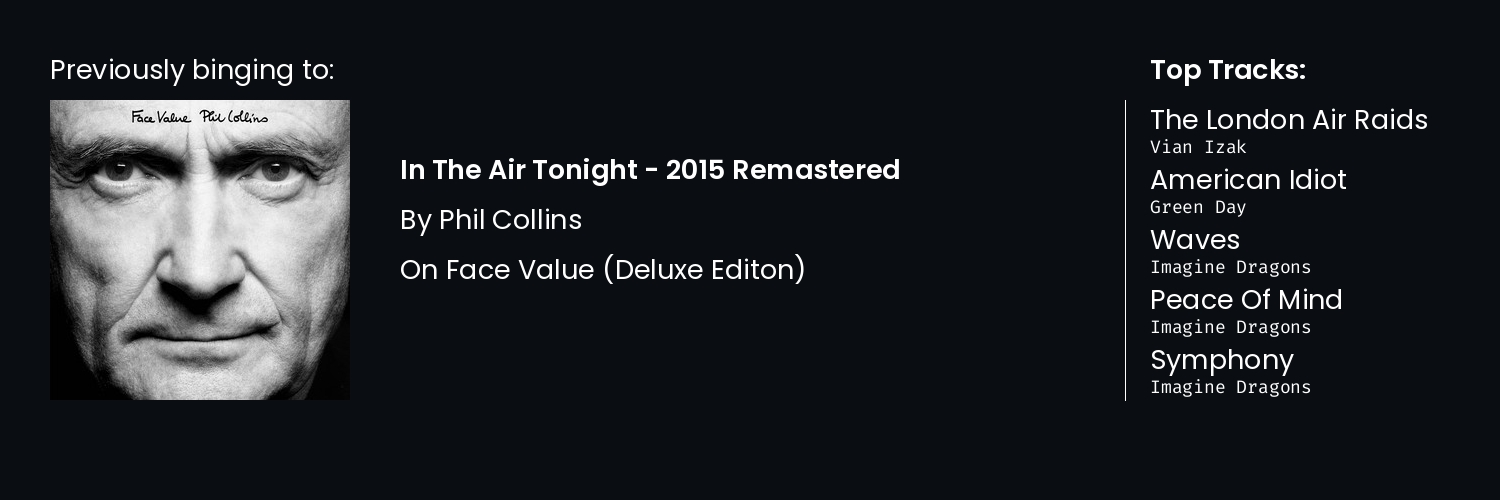 Previously binging to:
Face Value Phil Collins
In The Air Tonight - 2015 Remastered
By Phil Collins
On Face Value (Deluxe Editon)
Top Tracks:
The London Air Raids
Vian Izak
American Idiot
Green Day
Waves
Imagine Dragons
Peace Of Mind
Imagine Dragons
Symphony
Imagine Dragons